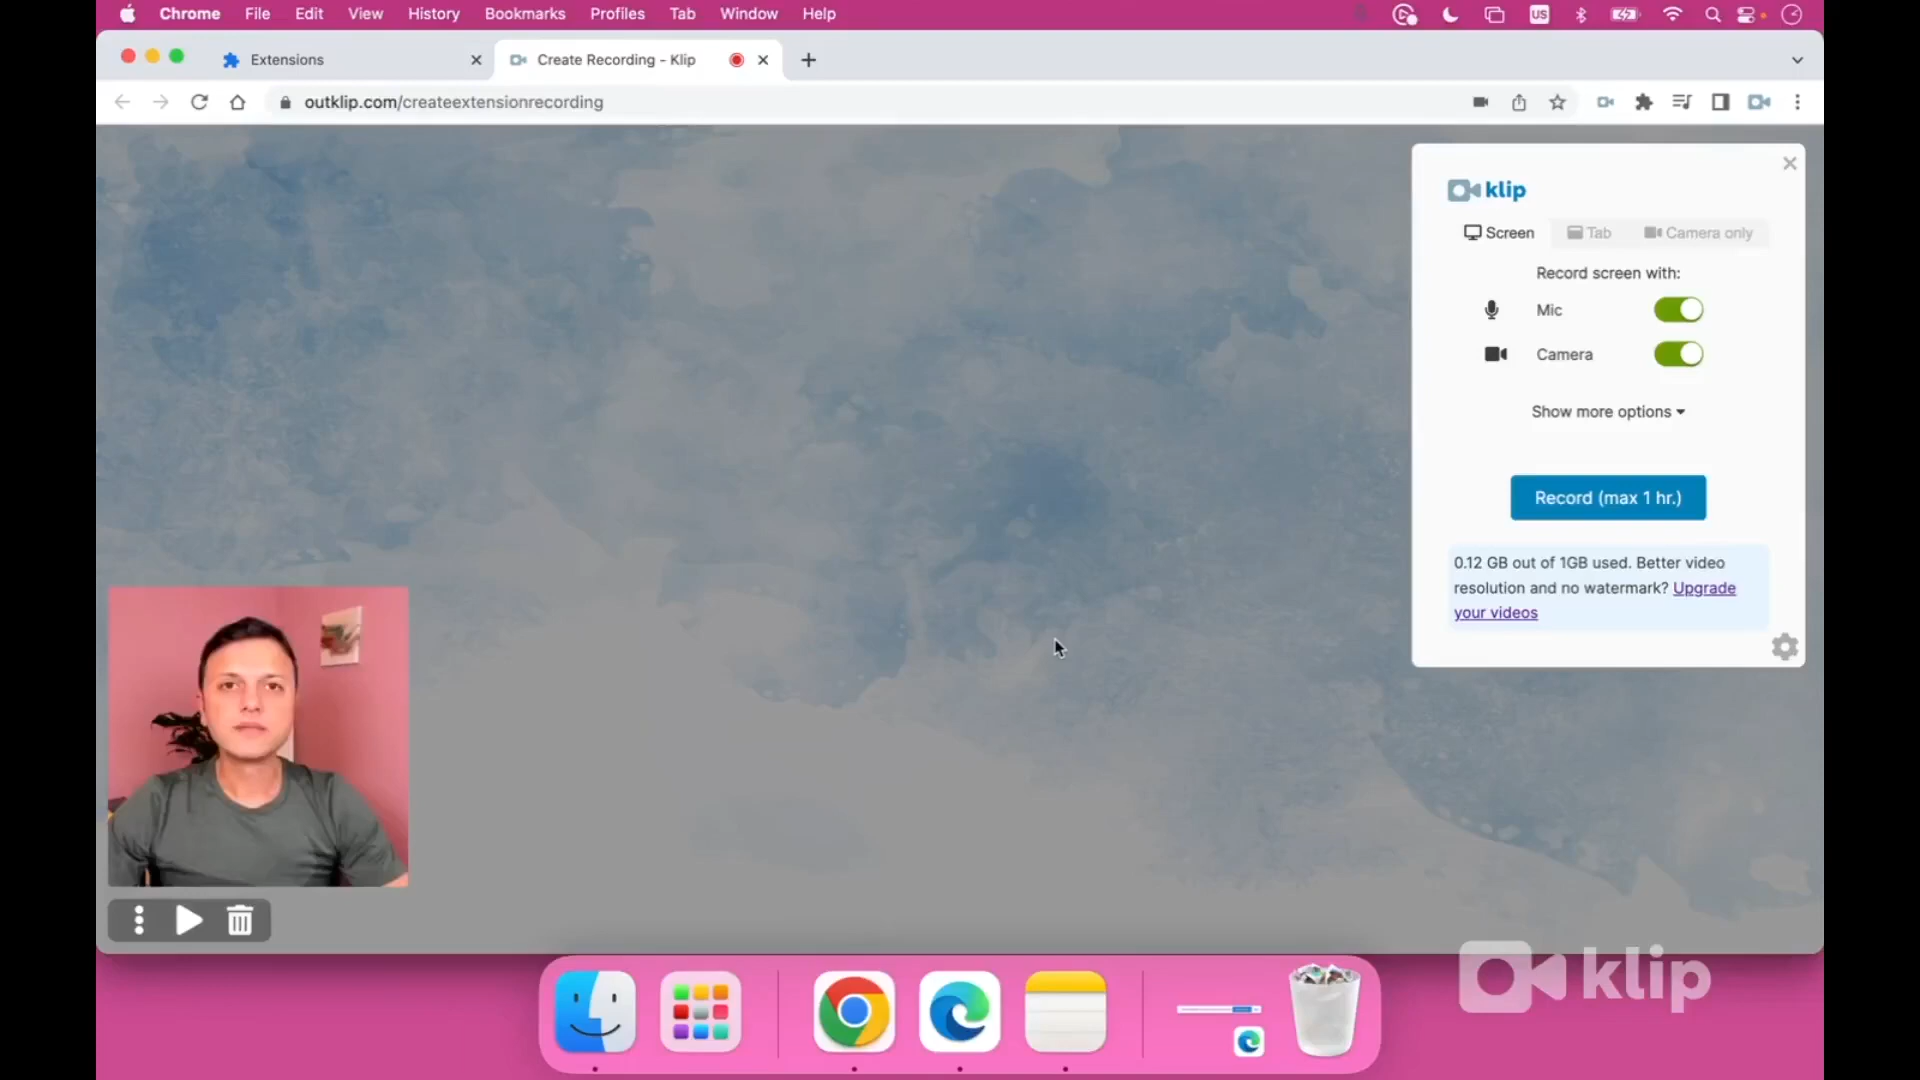 Chrome File Edit View History Bookmarks Profiles Tab Window Help US
Extensions
Create Recording - Klip
outklip.com/createextensionrecording
klip
Screen Tab Camera only
Record screen with:
Mic
Camera
Show more options
Record (max 1 hr.)
0.12 GB out of 1GB used. Better video
resolution and no watermark? Upgrade
your videos
klip